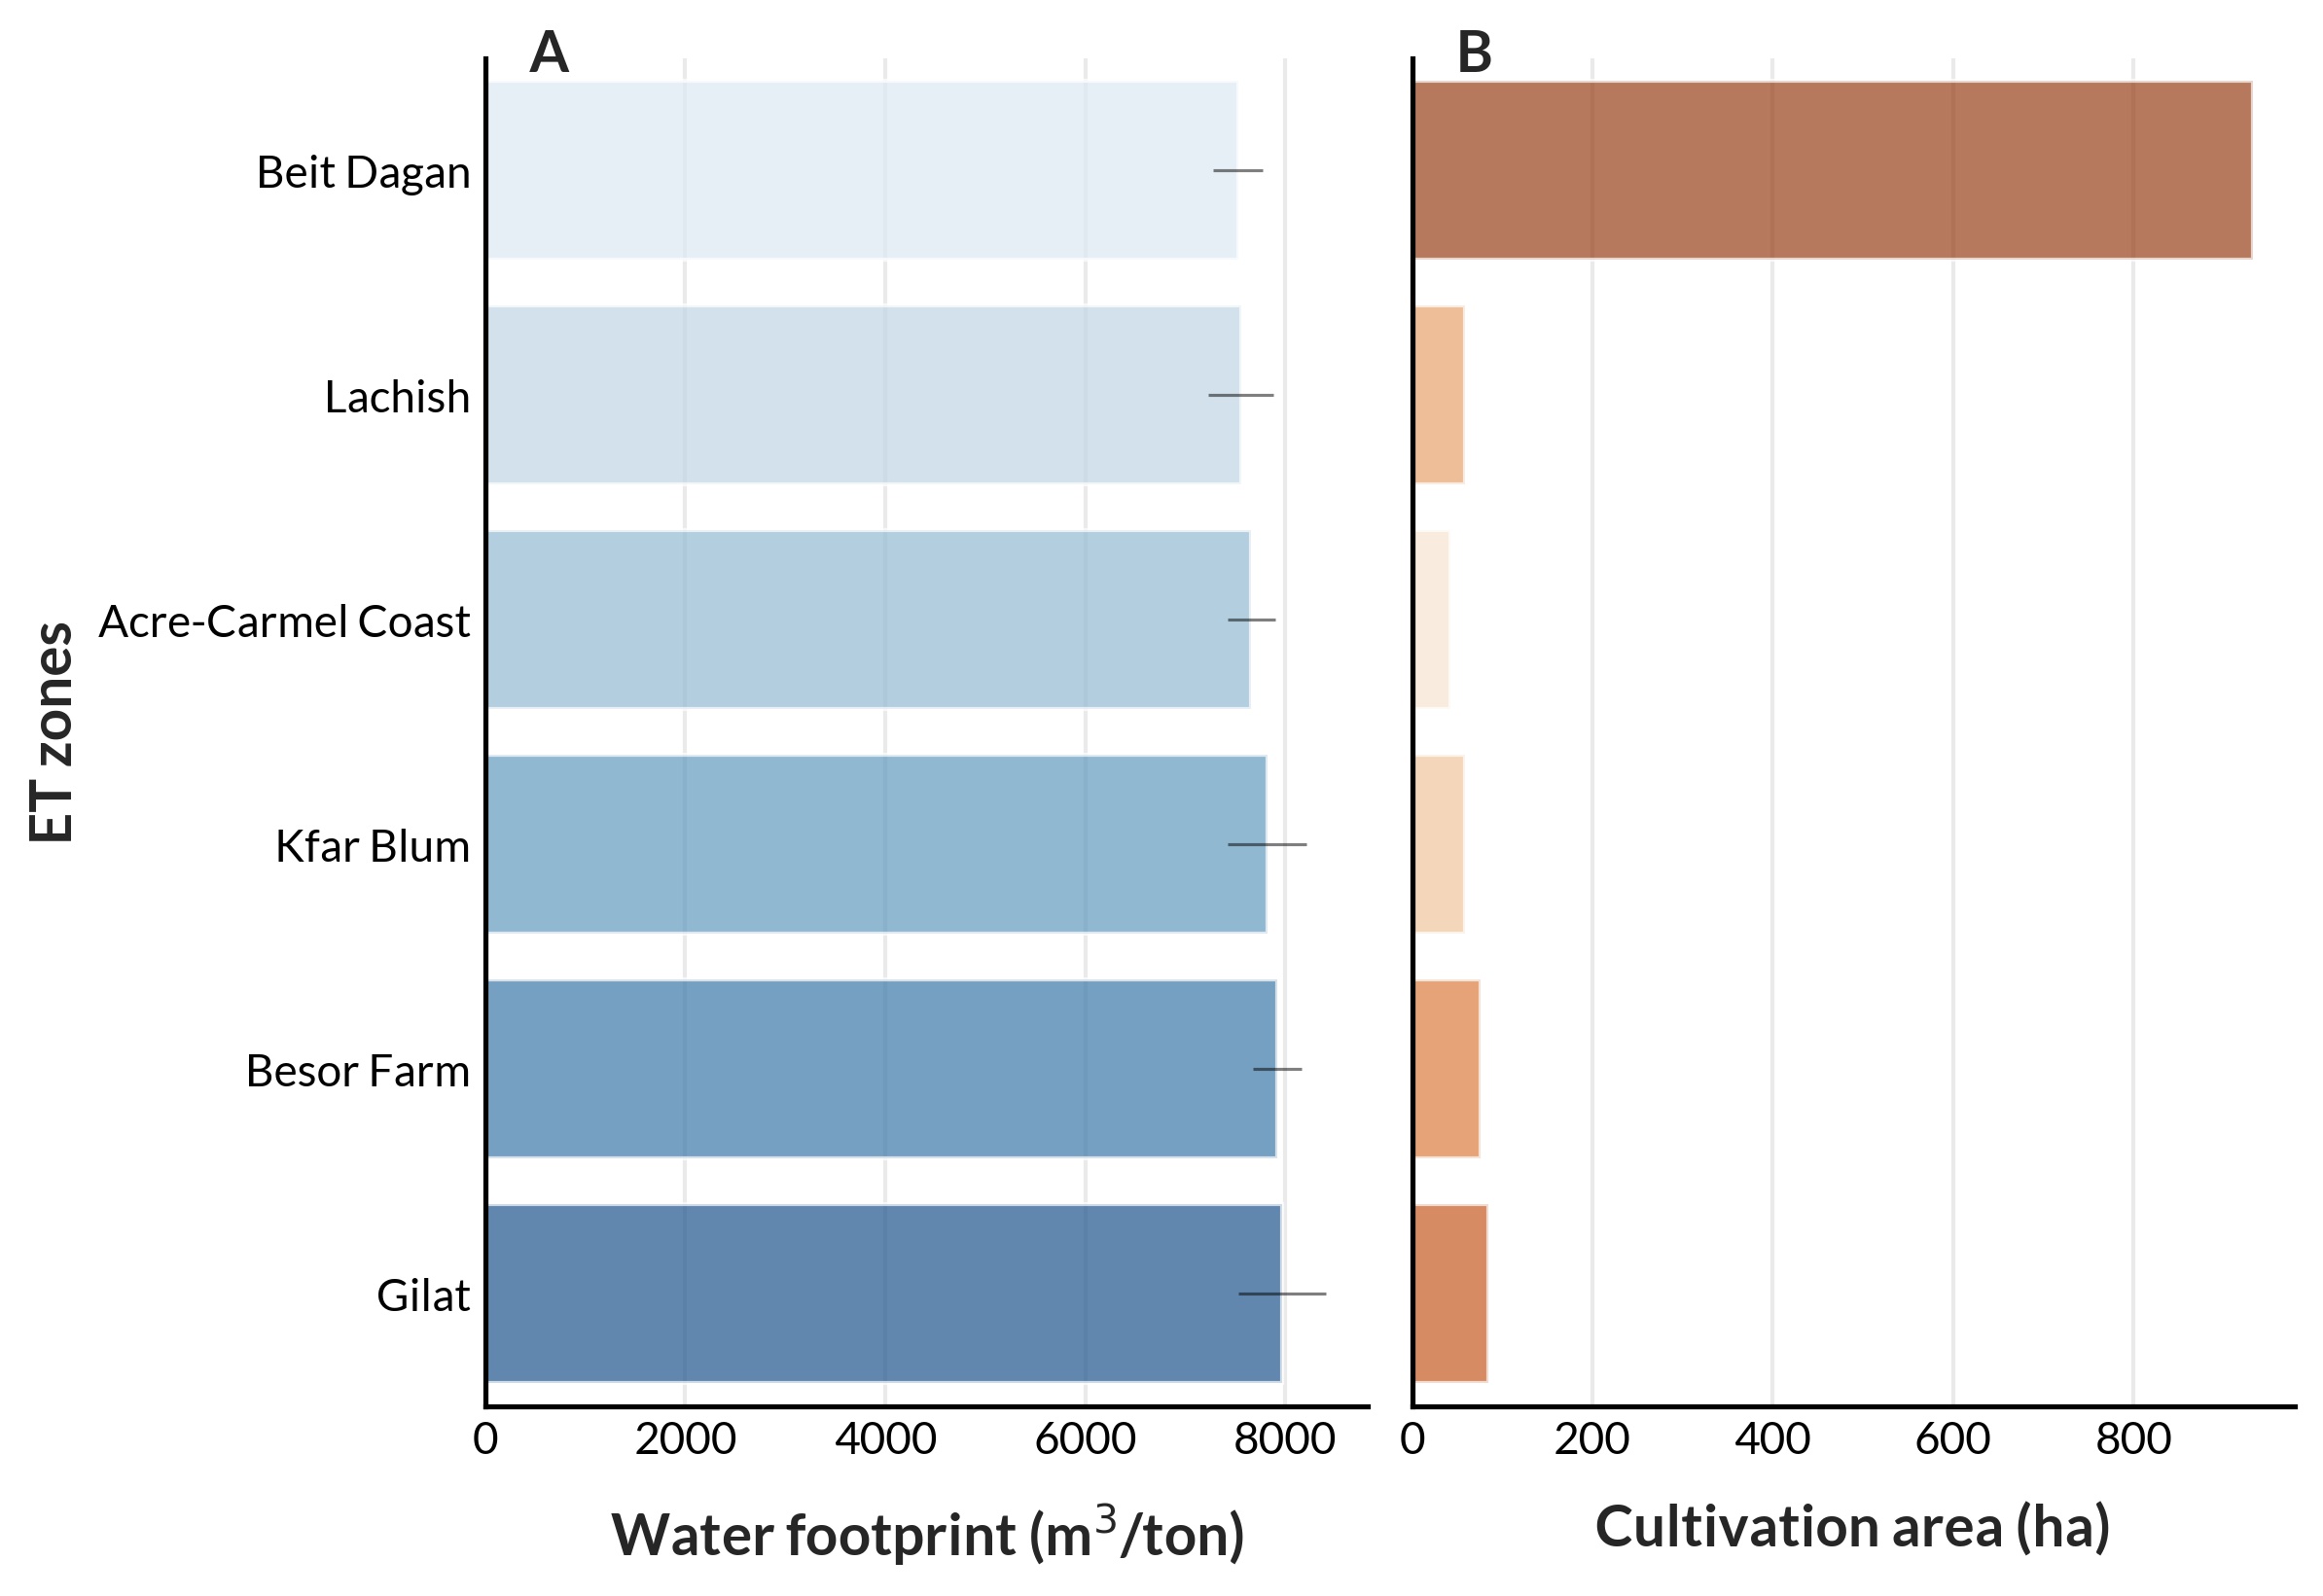 A
B
Beit Dagan
Lachish
Acre-Carmel Coast
Kfar Blum
Besor Farm
Gilat
ET zones
0 2000 4000 6000 8000
0 200 400 600 800
Water footprint (m³/ton)
Cultivation area (ha)